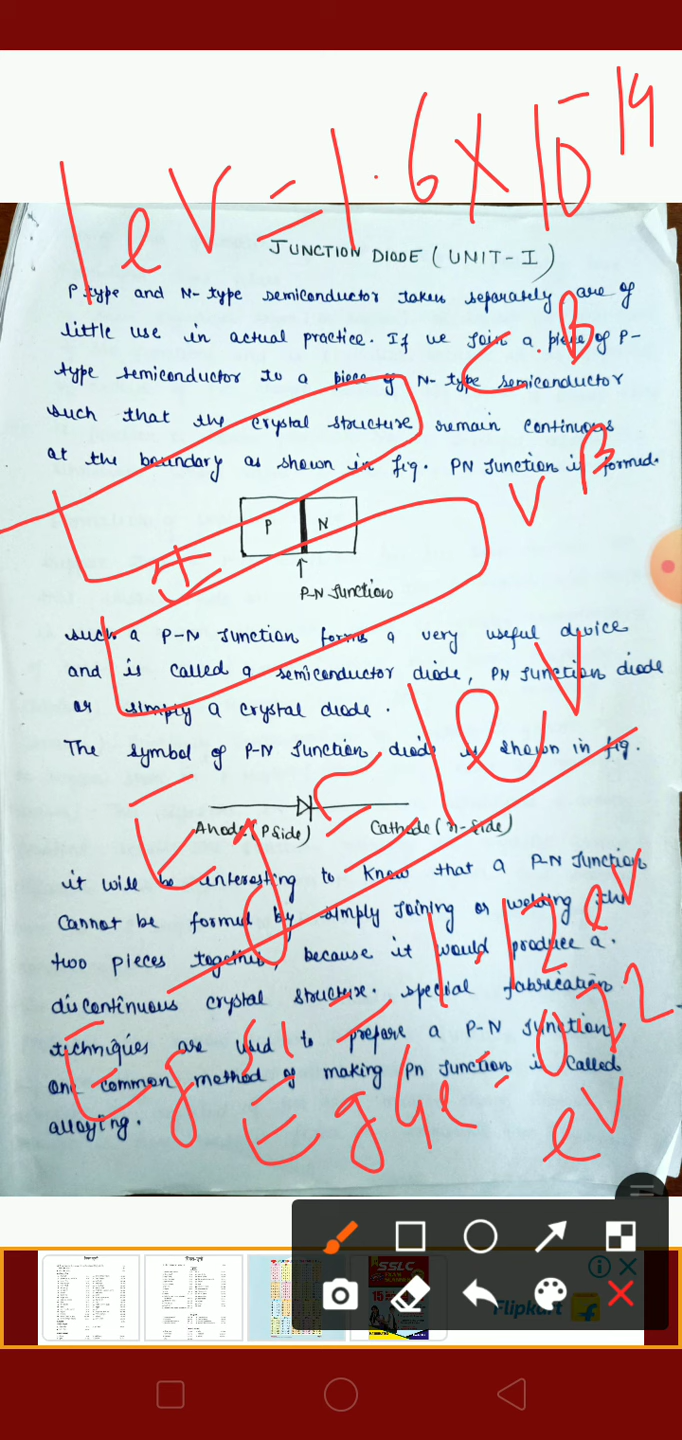 1eV = 1.6 × 10⁻¹⁹
JUNCTION DIODE (UNIT-I)
P type and N-type semiconductor taken separately are of
little use in actual practice. If we join a piece of P-
C.B
type semiconductor to a piece of N-type semiconductor
such that the crystal structure remain continuous
at the boundary as shown in fig. PN Junction is formed.
V B
P N
P-N Junction
such a P-N Junction forms a very useful device
and is called a semiconductor diode, PN Junction diode
or simply a crystal diode.
The symbol of P-N Junction diode is shown in fig.
Eg ≈ 1eV
Anode (P side) Cathode (n-side)
it will be interesting to know that a P-N Junction
cannot be formed by simply joining or welding the
two pieces together, because it would produce a
discontinuous crystal structure. special fabrication
techniques are used to prepare a P-N Junction.
one common method of making Pn Junction is called
alloying.
Eg Si = 1.12 eV
Eg Ge = 0.72 eV
SSLC
15
Flipkart